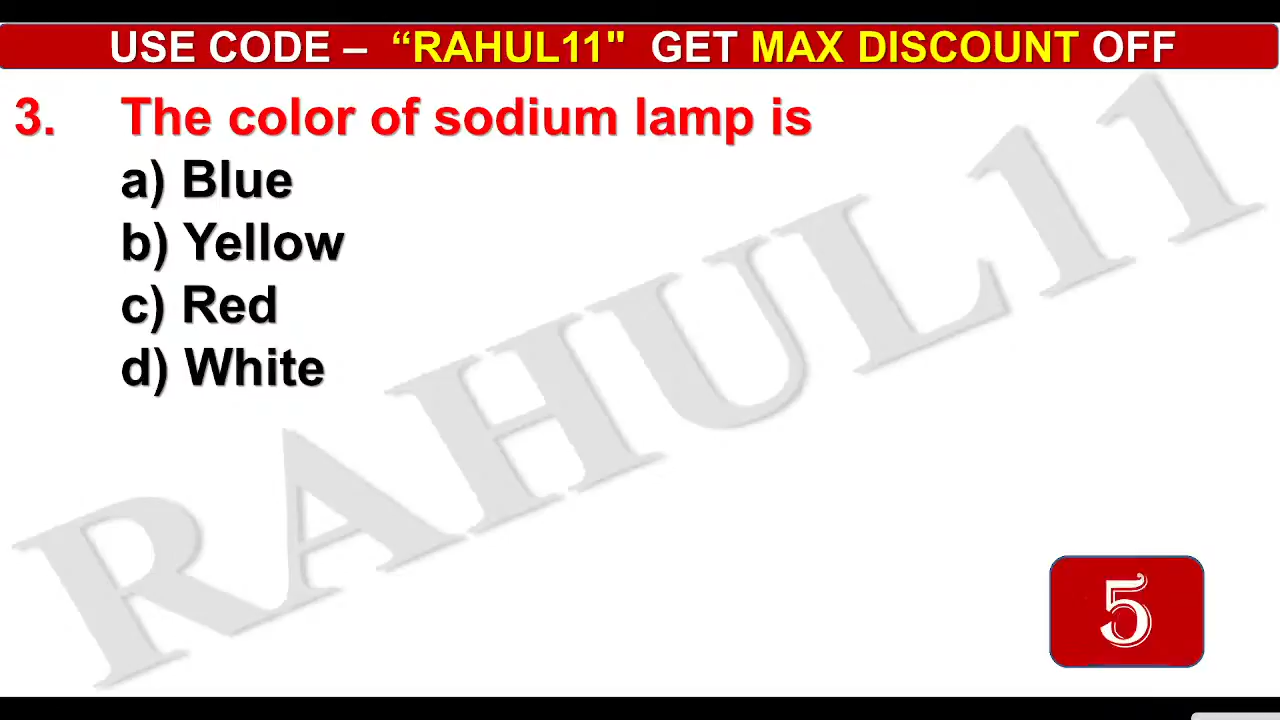 USE CODE – “RAHUL11" GET MAX DISCOUNT OFF
3. The color of sodium lamp is
a) Blue
b) Yellow
c) Red
d) White
RAHUL11
5